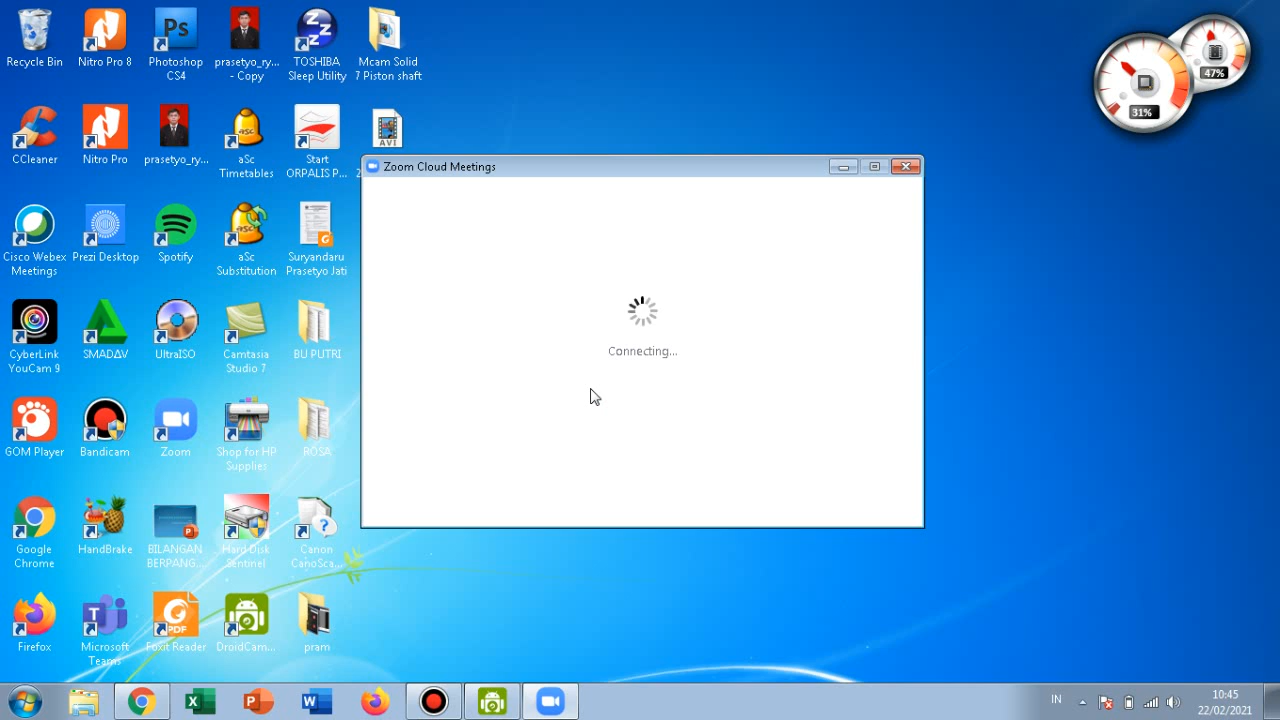 Recycle Bin
Nitro Pro 8
Photoshop
CS4
prasetyo_ry...
- Copy
TOSHIBA
Sleep Utility
Mcam Solid
7 Piston shaft
31%
47%
CCleaner
Nitro Pro
prasetyo_ry...
aSc
Timetables
Start
ORPALIS P...
AVI
Zoom Cloud Meetings
Connecting...
Cisco Webex
Meetings
Prezi Desktop
Spotify
aSc
Substitution
Suryandaru
Prasetyo Jati
CyberLink
YouCam 9
SMADΔV
UltraISO
Camtasia
Studio 7
BU PUTRI
GOM Player
Bandicam
Zoom
Shop for HP
Supplies
ROSA
Google
Chrome
HandBrake
BILANGAN
BERPANG...
Hard Disk
Sentinel
Canon
CanoSca...
Firefox
Microsoft
Teams
PDF
Foxit Reader
DroidCam...
pram
IN
10:45
22/02/2021